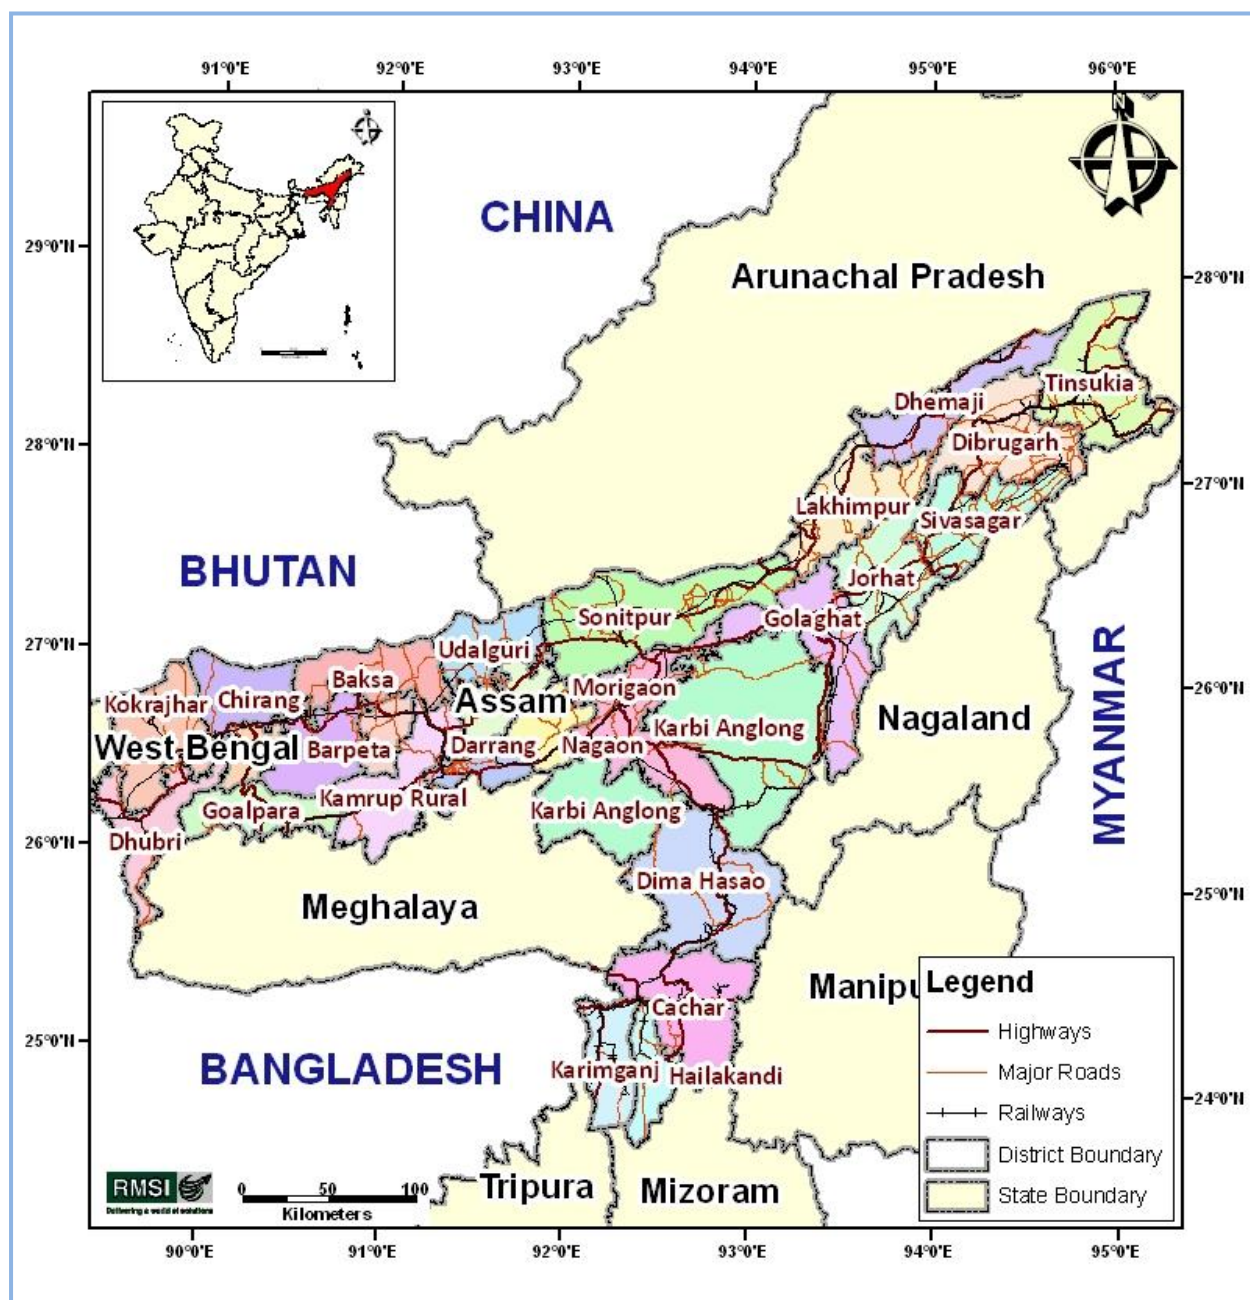 91°0'E 92°0'E 93°0'E 94°0'E 95°0'E 96°0'E
N
CHINA
29°0'N
Arunachal Pradesh
28°0'N
Tinsukia
Dhemaji
28°0'N
Dibrugarh
27°0'N
Lakhimpur
Sivasagar
BHUTAN
Jorhat
Sonitpur
Golaghat
27°0'N
Udalguri
Baksa
Morigaon
26°0'N
Kokrajhar
Chirang
Assam
Nagaland
MYANMAR
Karbi Anglong
West Bengal
Barpeta
Darrang
Nagaon
Kamrup Rural
Goalpara
Karbi Anglong
Dhubri
26°0'N
Dima Hasao
25°0'N
Meghalaya
Manipu
Cachar
25°0'N
BANGLADESH
Karimganj
Hailakandi
24°0'N
Legend
Highways
Major Roads
Railways
District Boundary
State Boundary
Tripura
Mizoram
RMSI
Delivering a world of solutions
0 50 100
Kilometers
90°0'E 91°0'E 92°0'E 93°0'E 94°0'E 95°0'E